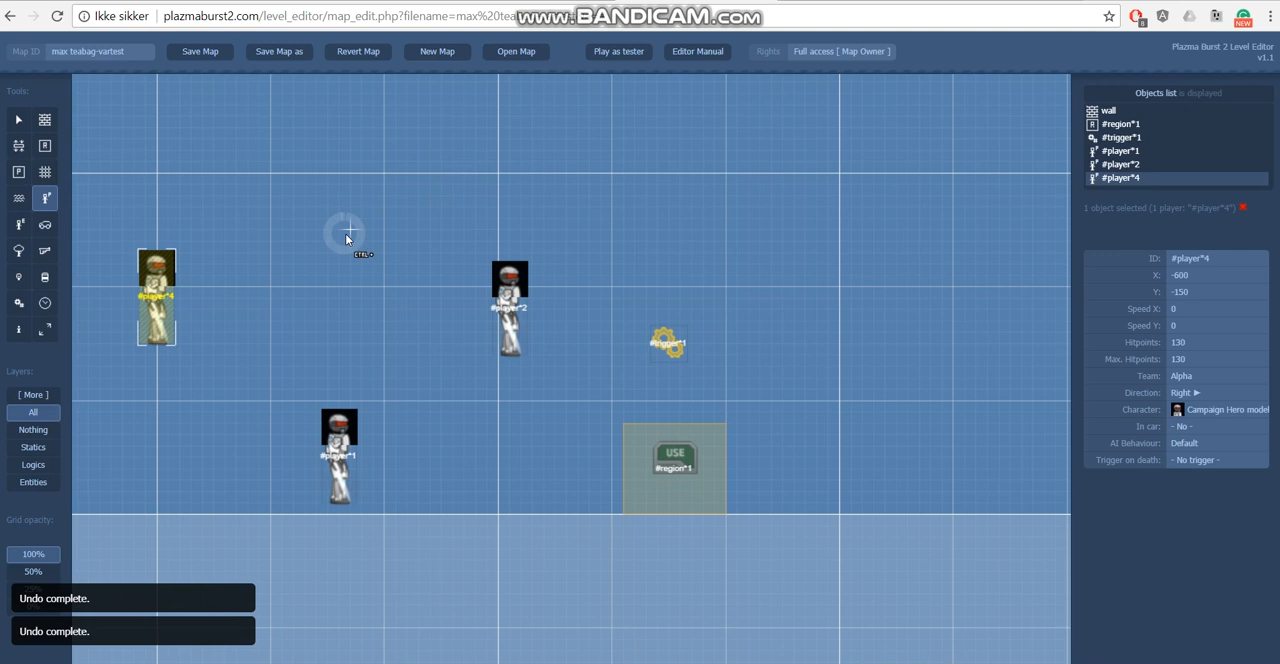 Ikke sikker
plazmaburst2.com/level_editor/map_edit.php?filename=max%20tea
www.BANDICAM.com
8
NEW
Map ID
max teabag-vartest
Save Map
Save Map as
Revert Map
New Map
Open Map
Play as tester
Editor Manual
Rights
Full access [ Map Owner ]
Plazma Burst 2 Level Editor
v1.1
Tools:
Layers:
[ More ]
All
Nothing
Statics
Logics
Entities
Grid opacity:
100%
50%
Undo complete.
Undo complete.
#player*4
CTRL +
#player*2
#trigger*1
#player*1
USE
#region*1
Objects list is displayed
wall
#region*1
#trigger*1
#player*1
#player*2
#player*4
1 object selected (1 player: "#player*4")
ID: #player*4
X: -600
Y: -150
Speed X: 0
Speed Y: 0
Hitpoints: 130
Max. Hitpoints: 130
Team: Alpha
Direction: Right ►
Character: Campaign Hero model
In car: - No -
AI Behaviour: Default
Trigger on death: - No trigger -